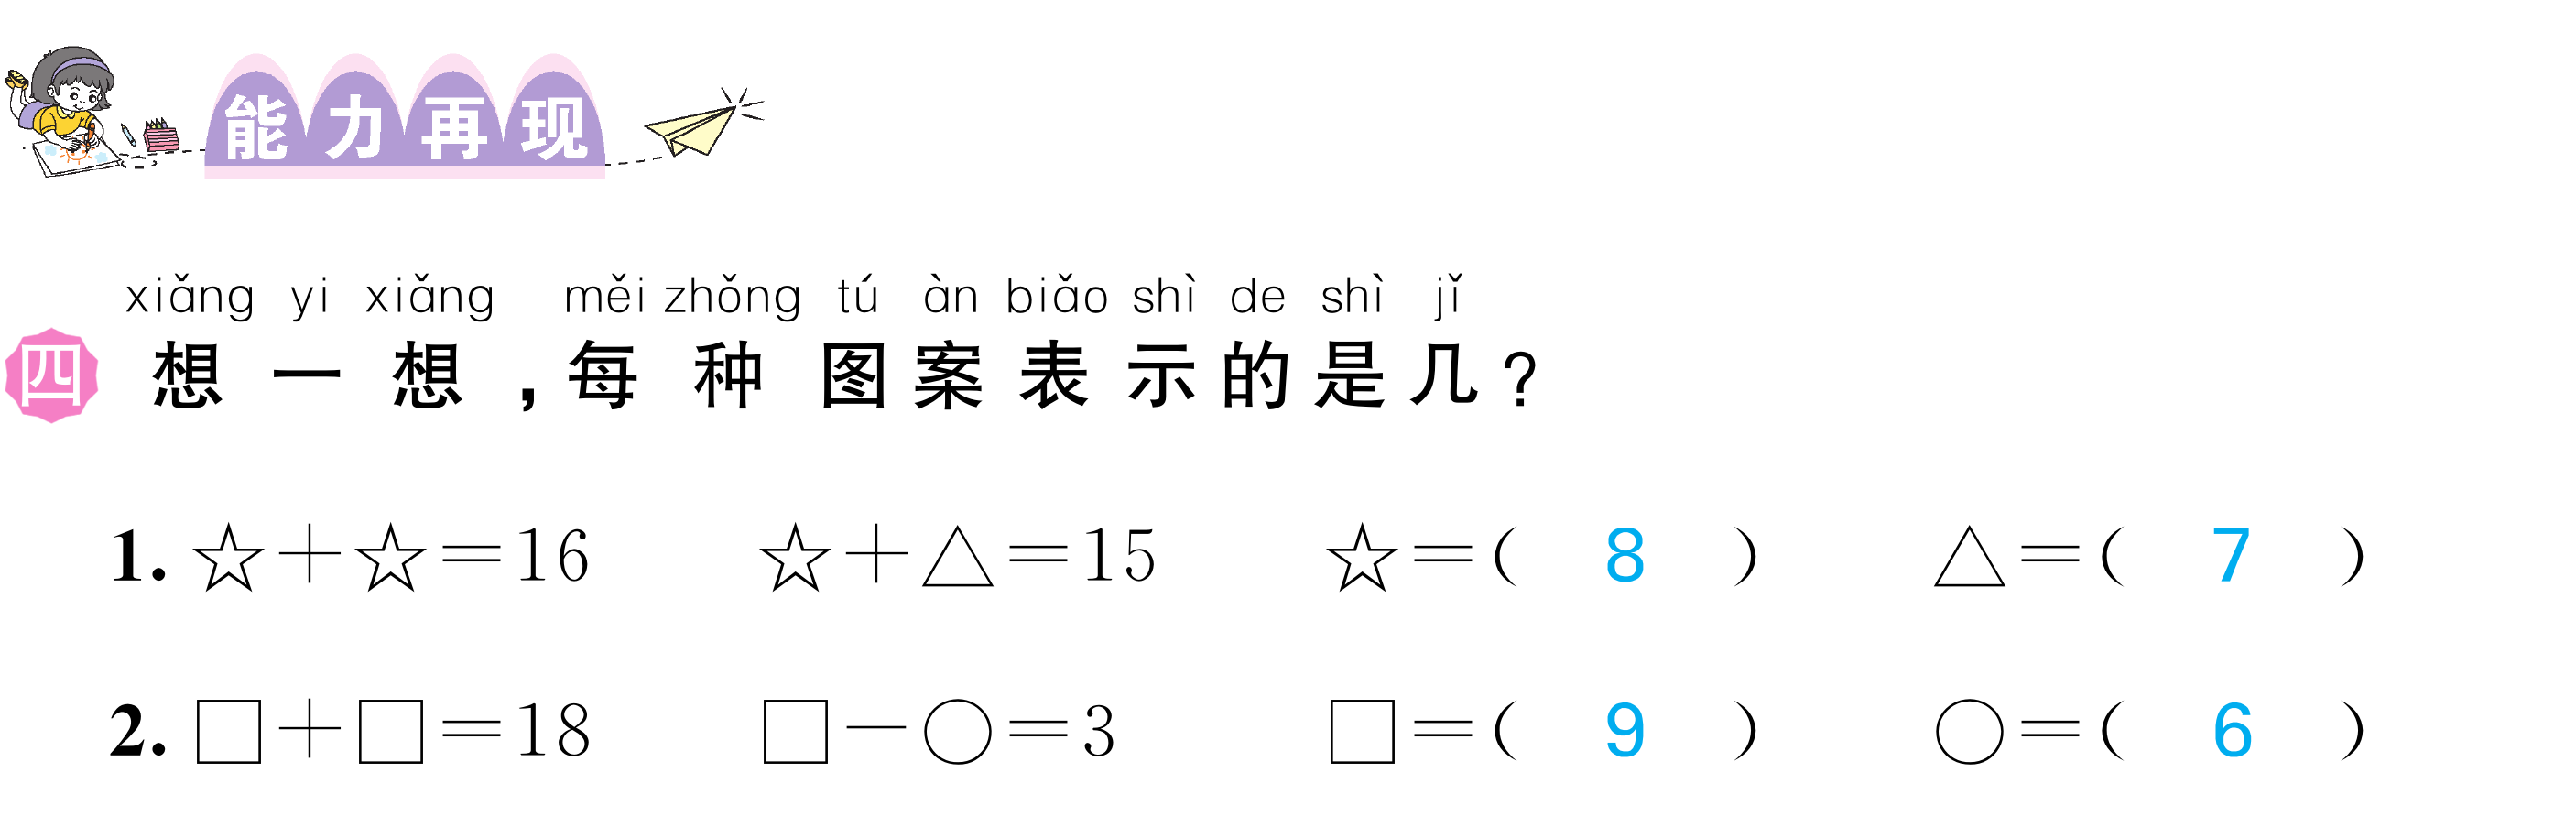 能力再现
xiǎng yi xiǎng měi zhǒng tú àn biǎo shì de shì jǐ
四 想一想,每种图案表示的是几?
1. ☆+☆=16 ☆+△=15 ☆=( 8 ) △=( 7 )
2. □+□=18 □-○=3 □=( 9 ) ○=( 6 )